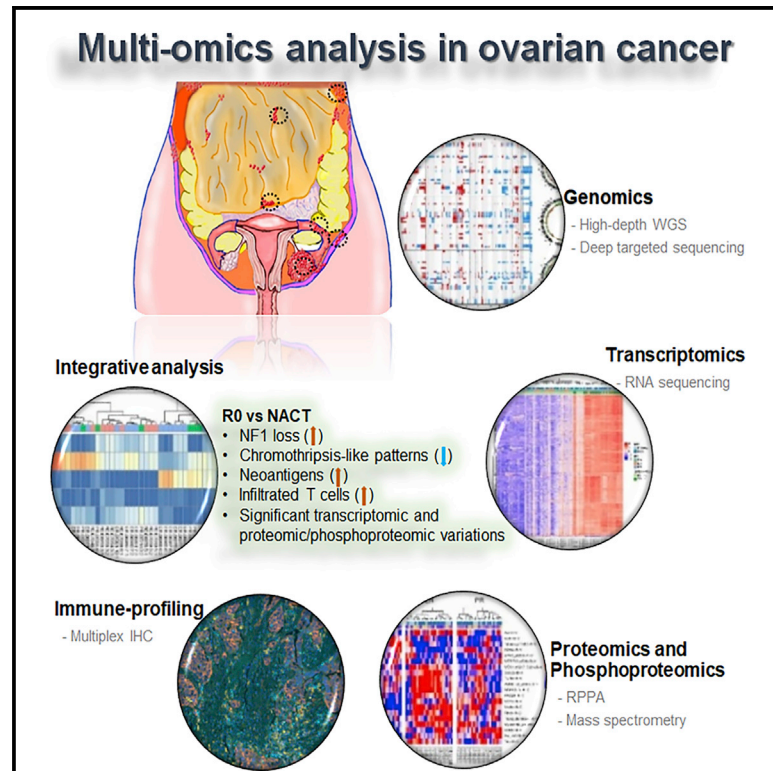 Multi-omics analysis in ovarian cancer
Genomics
- High-depth WGS
- Deep targeted sequencing
Transcriptomics
- RNA sequencing
Integrative analysis
R0 vs NACT
• NF1 loss (↑)
• Chromothripsis-like patterns (↓)
• Neoantigens (↑)
• Infiltrated T cells (↑)
• Significant transcriptomic and
proteomic/phosphoproteomic variations
Immune-profiling
- Multiplex IHC
Proteomics and
Phosphoproteomics
- RPPA
- Mass spectrometry